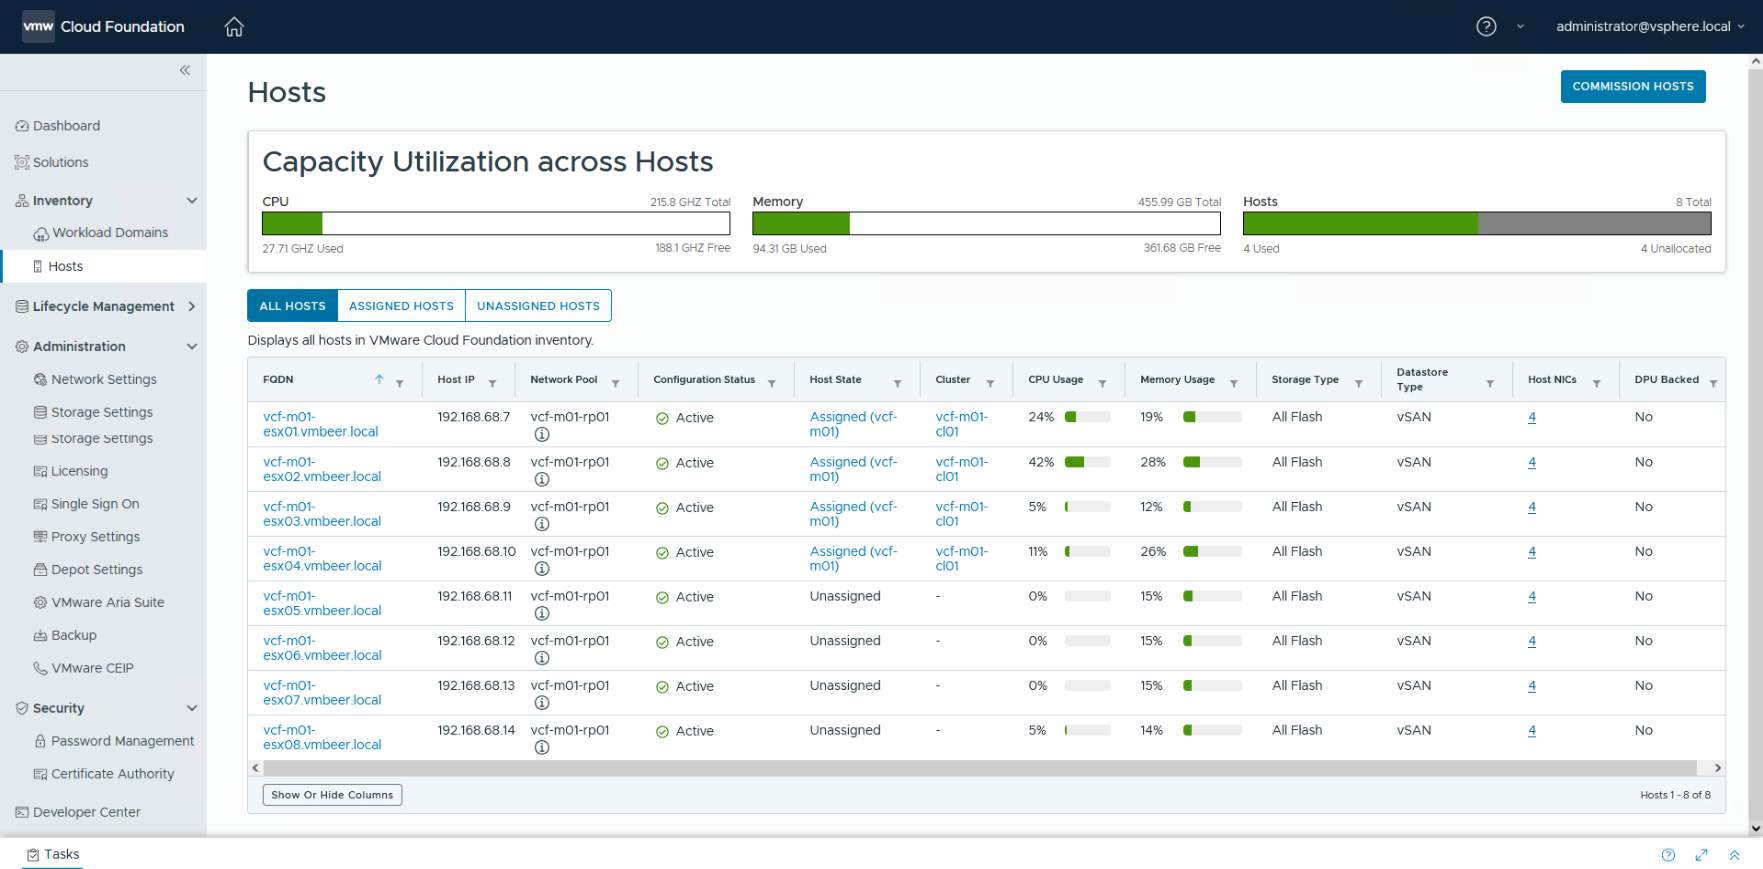 vmw Cloud Foundation
administrator@vsphere.local
Dashboard
Solutions
Inventory
Workload Domains
Hosts
Lifecycle Management
Administration
Network Settings
Storage Settings
Storage Settings
Licensing
Single Sign On
Proxy Settings
Depot Settings
VMware Aria Suite
Backup
VMware CEIP
Security
Password Management
Certificate Authority
Developer Center
Hosts
COMMISSION HOSTS
Capacity Utilization across Hosts
CPU 215.8 GHZ Total
27.71 GHZ Used 188.1 GHZ Free
Memory 455.99 GB Total
94.31 GB Used 361.68 GB Free
Hosts 8 Total
4 Used 4 Unallocated
ALL HOSTS ASSIGNED HOSTS UNASSIGNED HOSTS
Displays all hosts in VMware Cloud Foundation inventory.
FQDN Host IP Network Pool Configuration Status Host State Cluster CPU Usage Memory Usage Storage Type Datastore Type Host NICs DPU Backed
vcf-m01- 192.168.68.7 vcf-m01-rp01 Active Assigned (vcf- vcf-m01- 24% 19% All Flash vSAN 4 No
esx01.vmbeer.local m01) cl01
vcf-m01- 192.168.68.8 vcf-m01-rp01 Active Assigned (vcf- vcf-m01- 42% 28% All Flash vSAN 4 No
esx02.vmbeer.local m01) cl01
vcf-m01- 192.168.68.9 vcf-m01-rp01 Active Assigned (vcf- vcf-m01- 5% 12% All Flash vSAN 4 No
esx03.vmbeer.local m01) cl01
vcf-m01- 192.168.68.10 vcf-m01-rp01 Active Assigned (vcf- vcf-m01- 11% 26% All Flash vSAN 4 No
esx04.vmbeer.local m01) cl01
vcf-m01- 192.168.68.11 vcf-m01-rp01 Active Unassigned - 0% 15% All Flash vSAN 4 No
esx05.vmbeer.local
vcf-m01- 192.168.68.12 vcf-m01-rp01 Active Unassigned - 0% 15% All Flash vSAN 4 No
esx06.vmbeer.local
vcf-m01- 192.168.68.13 vcf-m01-rp01 Active Unassigned - 0% 15% All Flash vSAN 4 No
esx07.vmbeer.local
vcf-m01- 192.168.68.14 vcf-m01-rp01 Active Unassigned - 5% 14% All Flash vSAN 4 No
esx08.vmbeer.local
Show Or Hide Columns Hosts 1 - 8 of 8
Tasks